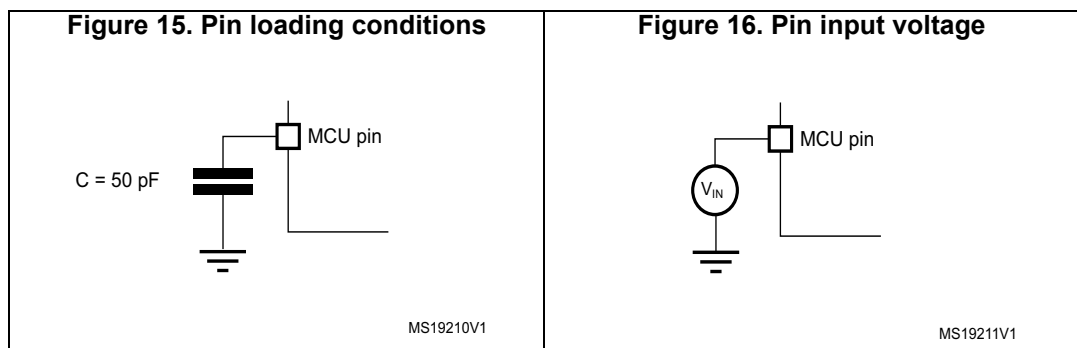 Figure 15. Pin loading conditions
MCU pin
C = 50 pF
MS19210V1
Figure 16. Pin input voltage
MCU pin
VIN
MS19211V1